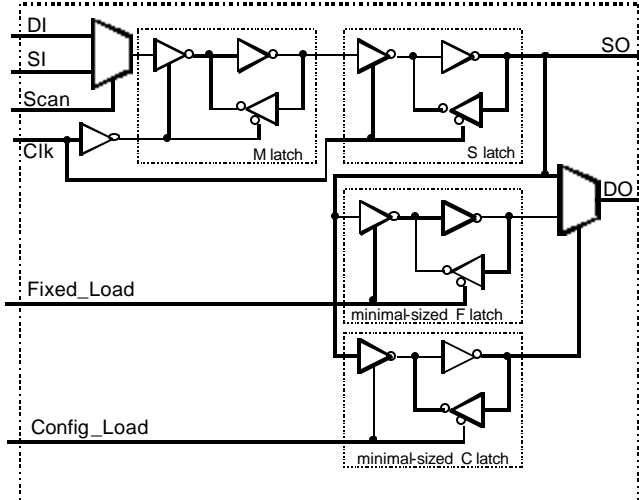 DI
SO
SI
Scan
Clk
M latch
S latch
DO
Fixed_Load
minimal-sized F latch
Config_Load
minimal-sized C latch